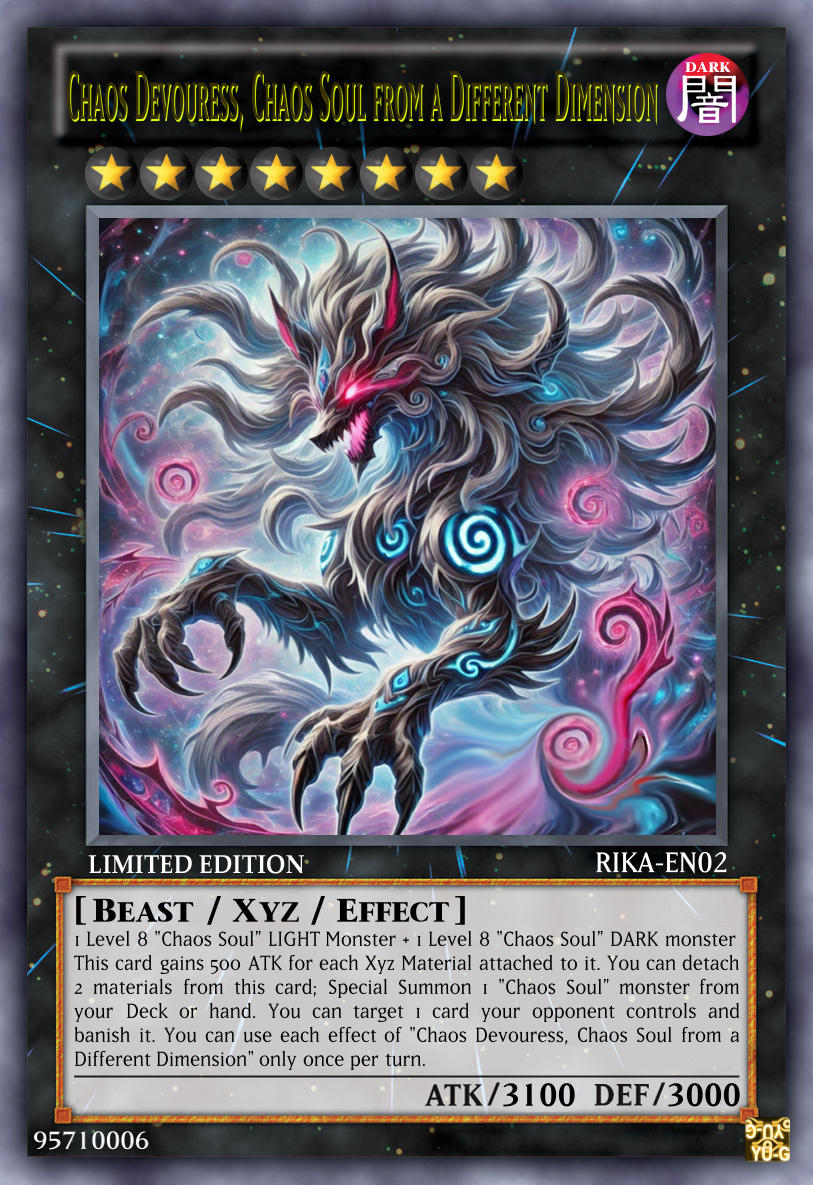 Chaos Devouress, Chaos Soul from a Different Dimension
DARK
闇
LIMITED EDITION
RIKA-EN02
[ Beast / Xyz / Effect ]
1 Level 8 "Chaos Soul" LIGHT Monster + 1 Level 8 "Chaos Soul" DARK monster
This card gains 500 ATK for each Xyz Material attached to it. You can detach
2 materials from this card; Special Summon 1 "Chaos Soul" monster from
your Deck or hand. You can target 1 card your opponent controls and
banish it. You can use each effect of "Chaos Devouress, Chaos Soul from a
Different Dimension" only once per turn.
ATK/3100 DEF/3000
95710006
YU-G